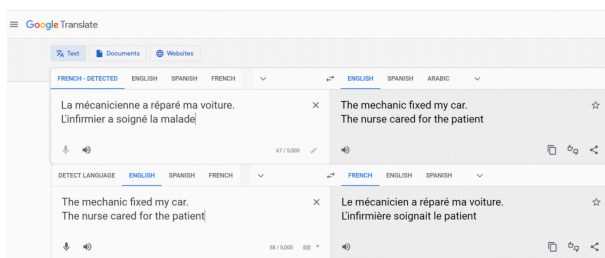 Google Translate
Text Documents Websites
FRENCH - DETECTED ENGLISH SPANISH FRENCH ENGLISH SPANISH ARABIC
La mécanicienne a réparé ma voiture. The mechanic fixed my car.
L'infirmier a soigné la malade The nurse cared for the patient
67 / 5,000
DETECT LANGUAGE ENGLISH SPANISH FRENCH FRENCH ENGLISH SPANISH
The mechanic fixed my car. Le mécanicien a réparé ma voiture.
The nurse cared for the patient L'infirmière soignait le patient
58 / 5,000